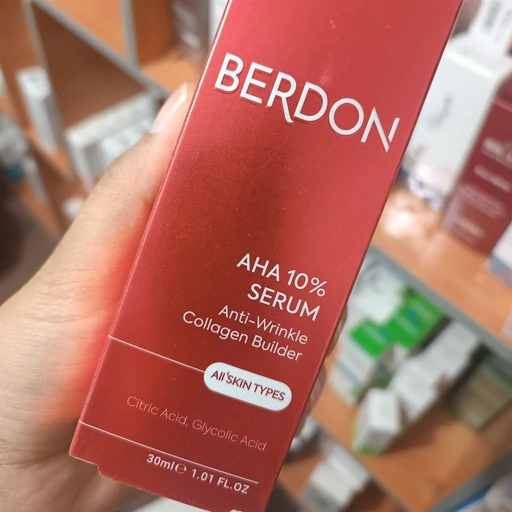 BERDON
AHA 10%
SERUM
Anti-Wrinkle
Collagen Builder
All SKIN TYPES
Citric Acid, Glycolic Acid
30ml℮ 1.01 FL.OZ